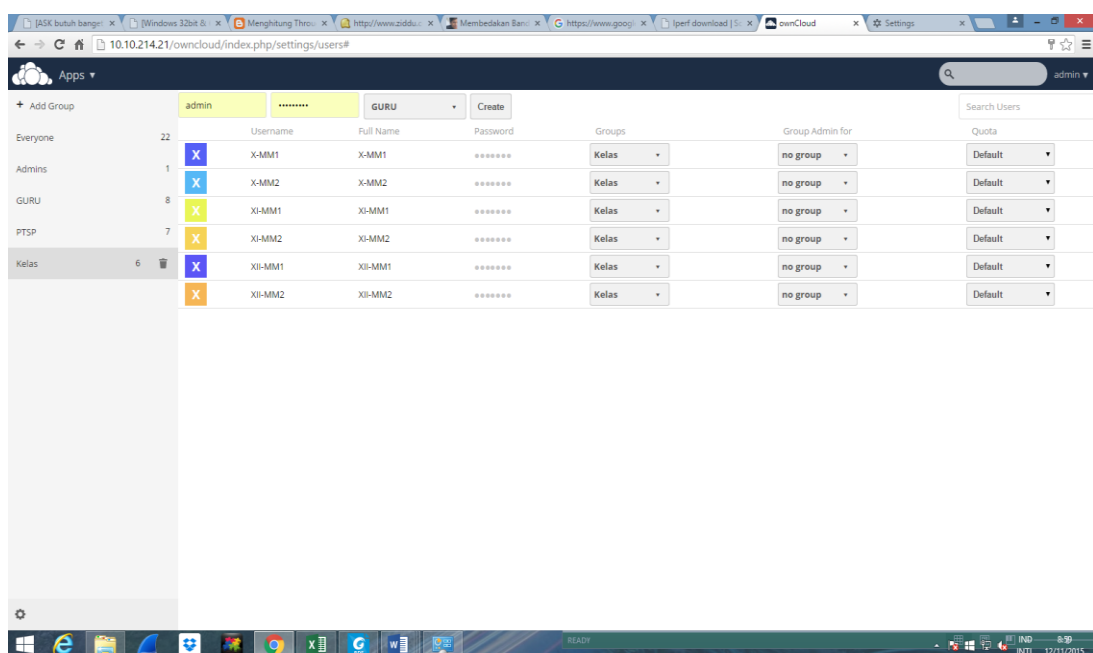 [ASK butuh banget
[Windows 32bit &
Menghitung Throu
http://www.ziddu
Membedakan Band
https://www.googl
Iperf download | S
ownCloud
Settings
10.10.214.21/owncloud/index.php/settings/users#
Apps
admin
+ Add Group
admin
GURU
Create
Search Users
Username Full Name Password Groups Group Admin for Quota
Everyone 22
Admins 1
GURU 8
PTSP 7
Kelas 6
X X-MM1 X-MM1 Kelas no group Default
X X-MM2 X-MM2 Kelas no group Default
X XI-MM1 XI-MM1 Kelas no group Default
X XI-MM2 XI-MM2 Kelas no group Default
X XII-MM1 XII-MM1 Kelas no group Default
X XII-MM2 XII-MM2 Kelas no group Default
READY
IND
INTL
12/11/2015